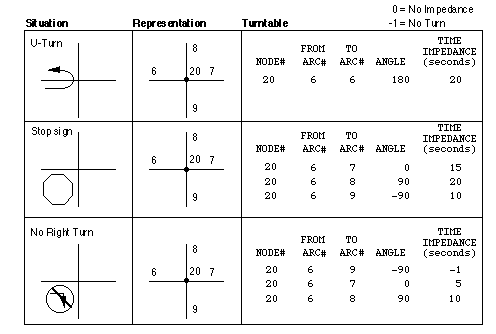 0 = No Impedance
-1 = No Turn
Situation Representation Turntable
U-Turn
8
6 20 7
9
TIME
FROM TO IMPEDANCE
NODE# ARC# ARC# ANGLE (seconds)
20 6 6 180 20
Stop sign
8
6 20 7
9
TIME
FROM TO IMPEDANCE
NODE# ARC# ARC# ANGLE (seconds)
20 6 7 0 15
20 6 8 90 20
20 6 9 -90 10
No Right Turn
8
6 20 7
9
TIME
FROM TO IMPEDANCE
NODE# ARC# ARC# ANGLE (seconds)
20 6 9 -90 -1
20 6 7 0 5
20 6 8 90 10